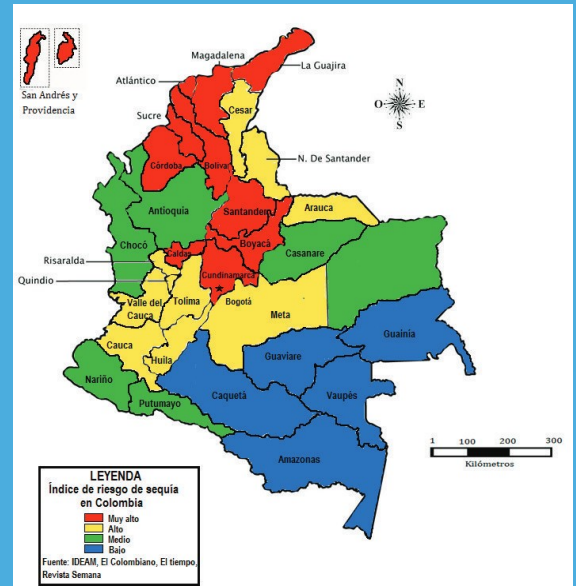 Magdalena
La Guajira
Atlántico
San Andrés y
Providencia
Cesar
N
O E
S
Sucre
N. De Santander
Córdoba
Boliva
Antioquía
Santander
Arauca
Chocó
Boyacá
Casanare
Risaralda
Caldas
Cundinamarca
Quindio
Valle del
Cauca
Tolima
Bogotá
Meta
Guainía
Cauca
Huila
Guaviare
Nariño
Caquetá
Vaupés
Putumayo
Amazonas
1 100 200 300
Kilómetros
LEYENDA
Índice de riesgo de sequía
en Colombia
Muy alto
Alto
Medio
Bajo
Fuente: IDEAM, El Colombiano, El tiempo,
Revista Semana